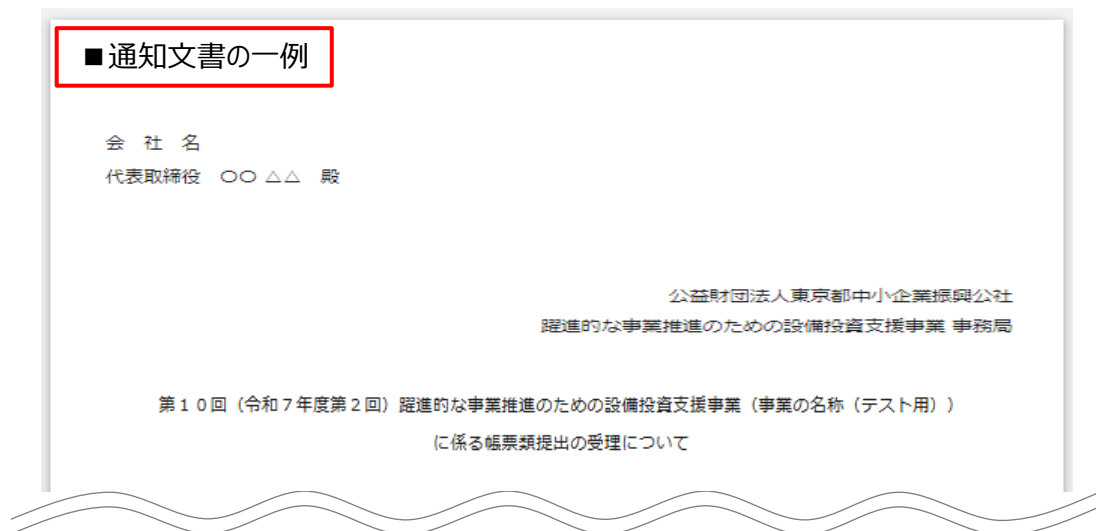 ■通知文書の一例
会 社 名
代表取締役 〇〇 △△ 殿
公益財団法人東京都中小企業振興公社
躍進的な事業推進のための設備投資支援事業 事務局
第１０回（令和７年度第２回）躍進的な事業推進のための設備投資支援事業（事業の名称（テスト用））
に係る帳票類提出の受理について